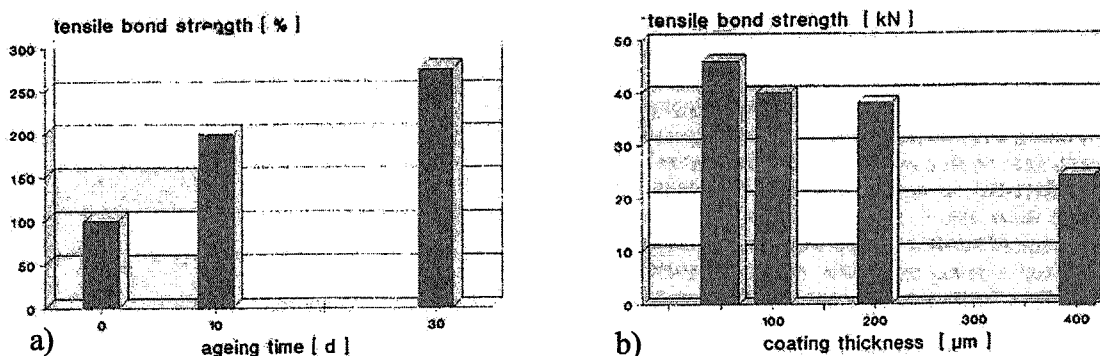 tensile bond strength [ % ]
300
250
200
150
100
50
0
0 10 30
a) ageing time [ d ]
tensile bond strength [ kN ]
50
40
30
20
10
0
100 200 300 400
b) coating thickness [ µm ]